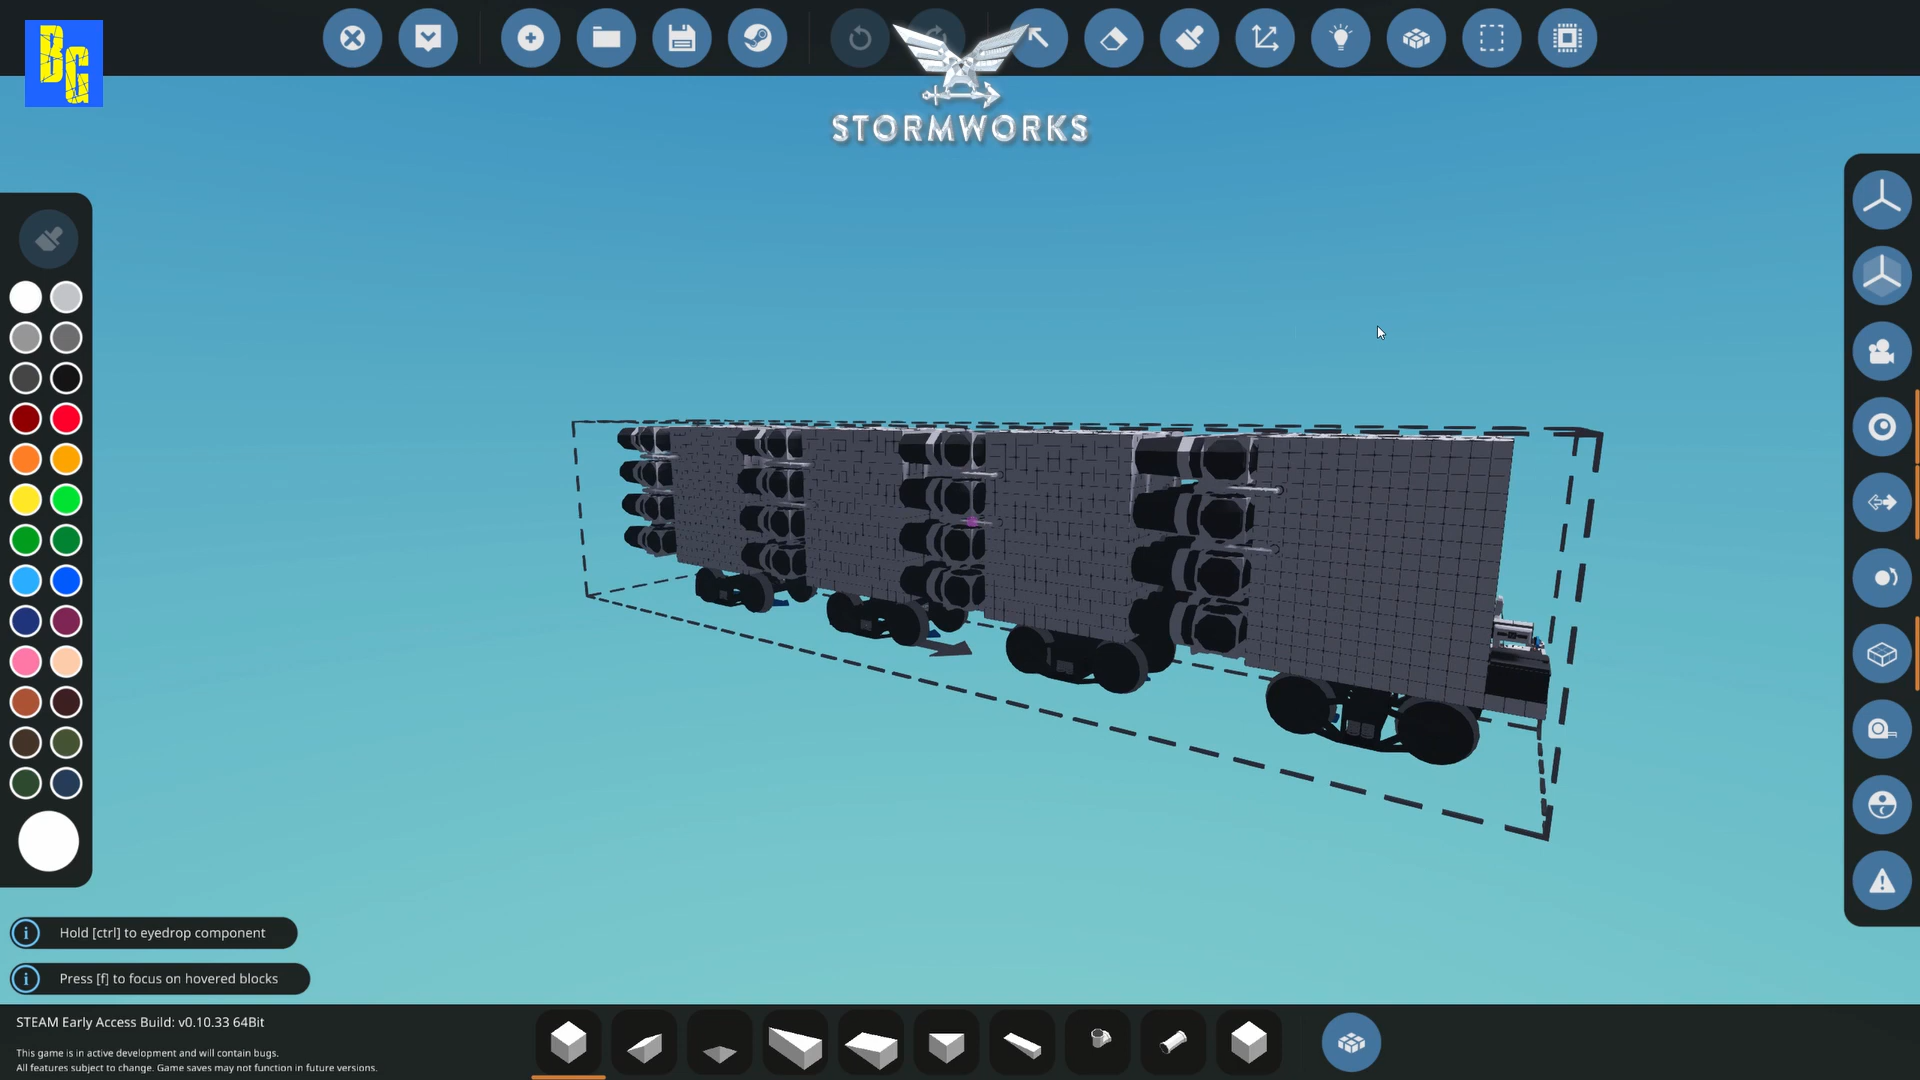 BG
STORMWORKS
Hold [ctrl] to eyedrop component
Press [f] to focus on hovered blocks
STEAM Early Access Build: v0.10.33 64Bit
This game is in active development and will contain bugs.
All features subject to change. Game saves may not function in future versions.